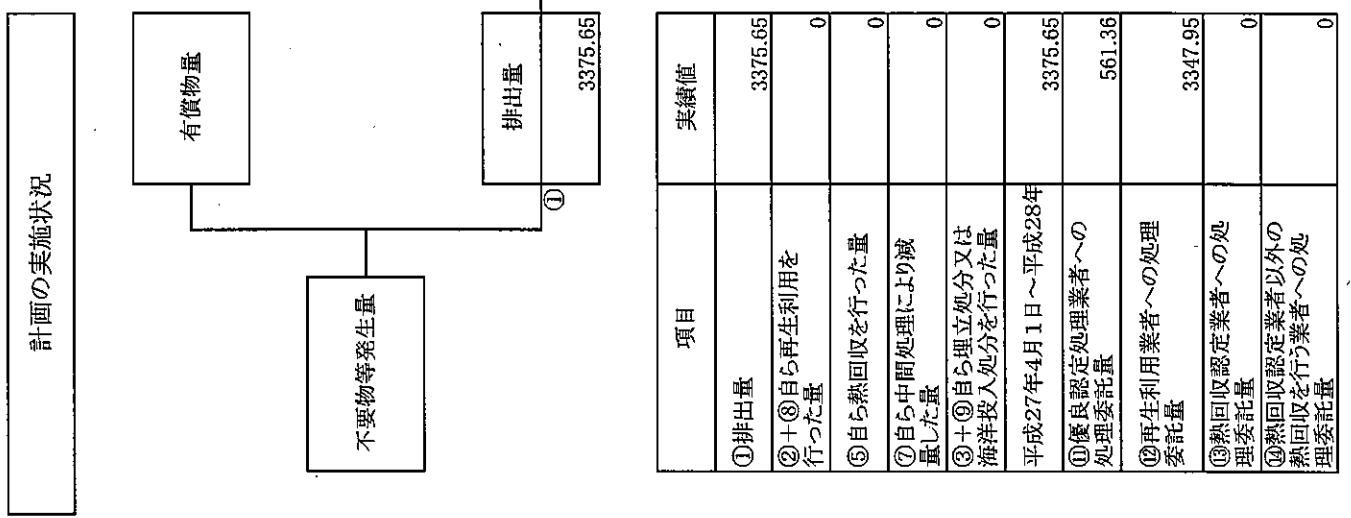 計画の実施状況
有償物量
不要物等発生量
排出量
①
3375.65
項目
実績値
①排出量
3375.65
②+⑧自ら再生利用を
行った量
0
⑤自ら熱回収を行った量
0
⑦自ら中間処理により減
量した量
0
③+⑨自ら埋立処分又は
海洋投入処分を行った量
0
平成27年4月1日～平成28年
3375.65
⑪優良認定処理業者への
処理委託量
561.36
⑫再生利用業者への処理
委託量
3347.95
⑬熱回収認定業者への処
理委託量
0
⑭熱回収認定業者以外の
熱回収を行う業者への処
理委託量
0